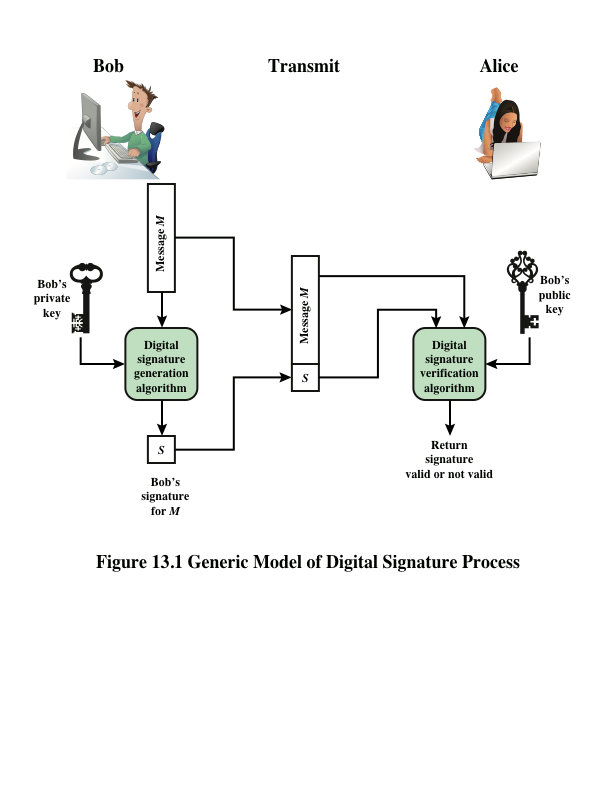 Bob
Transmit
Alice
Message M
Bob's
private
key
Digital
signature
generation
algorithm
S
Bob's
signature
for M
Message M
S
Bob's
public
key
Digital
signature
verification
algorithm
Return
signature
valid or not valid
Figure 13.1 Generic Model of Digital Signature Process